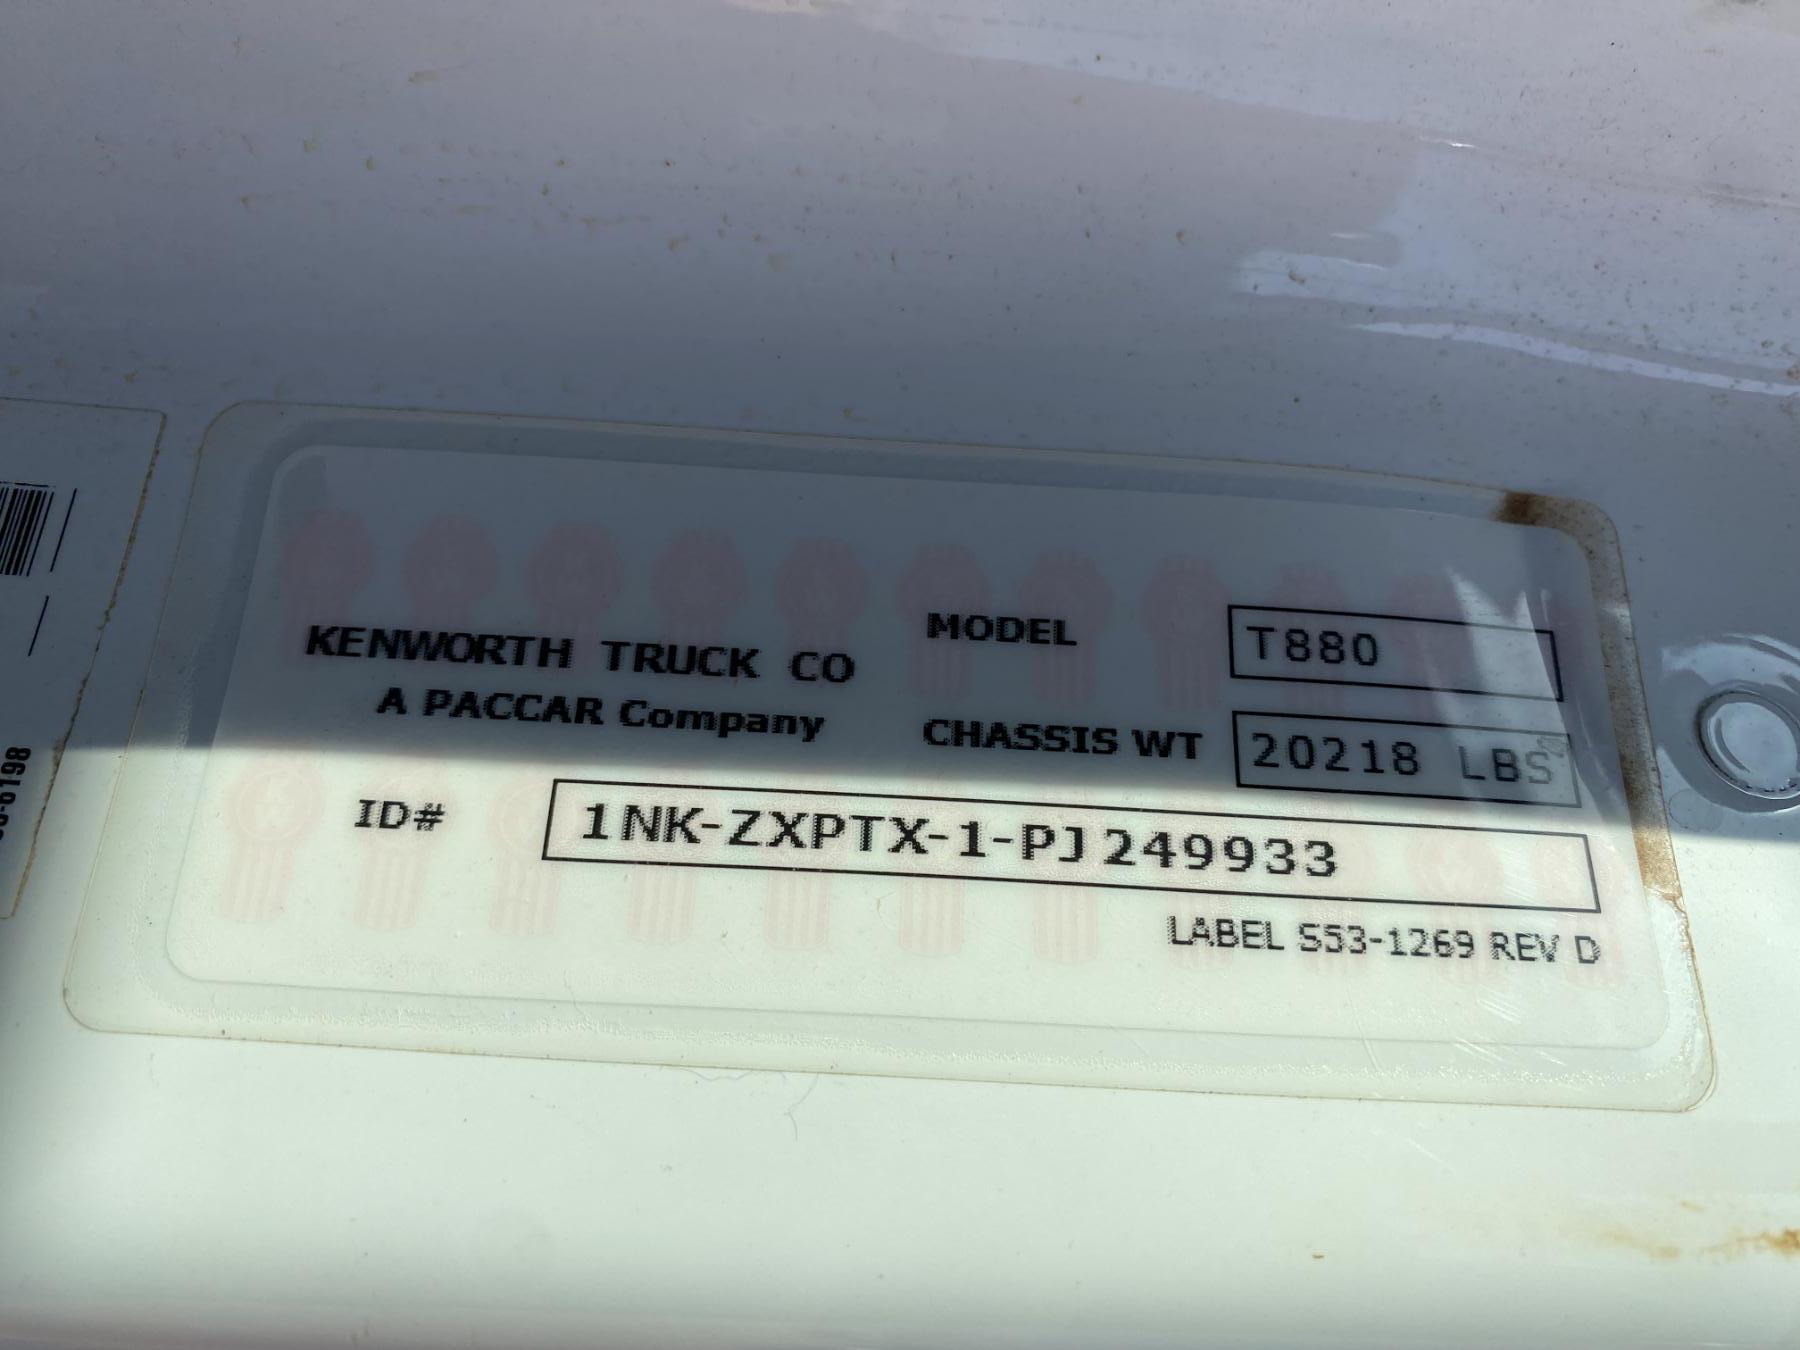 KENWORTH TRUCK CO
A PACCAR Company
MODEL T880
CHASSIS WT 20218 LBS
ID# 1NK-ZXPTX-1-PJ249933
LABEL S53-1269 REV D